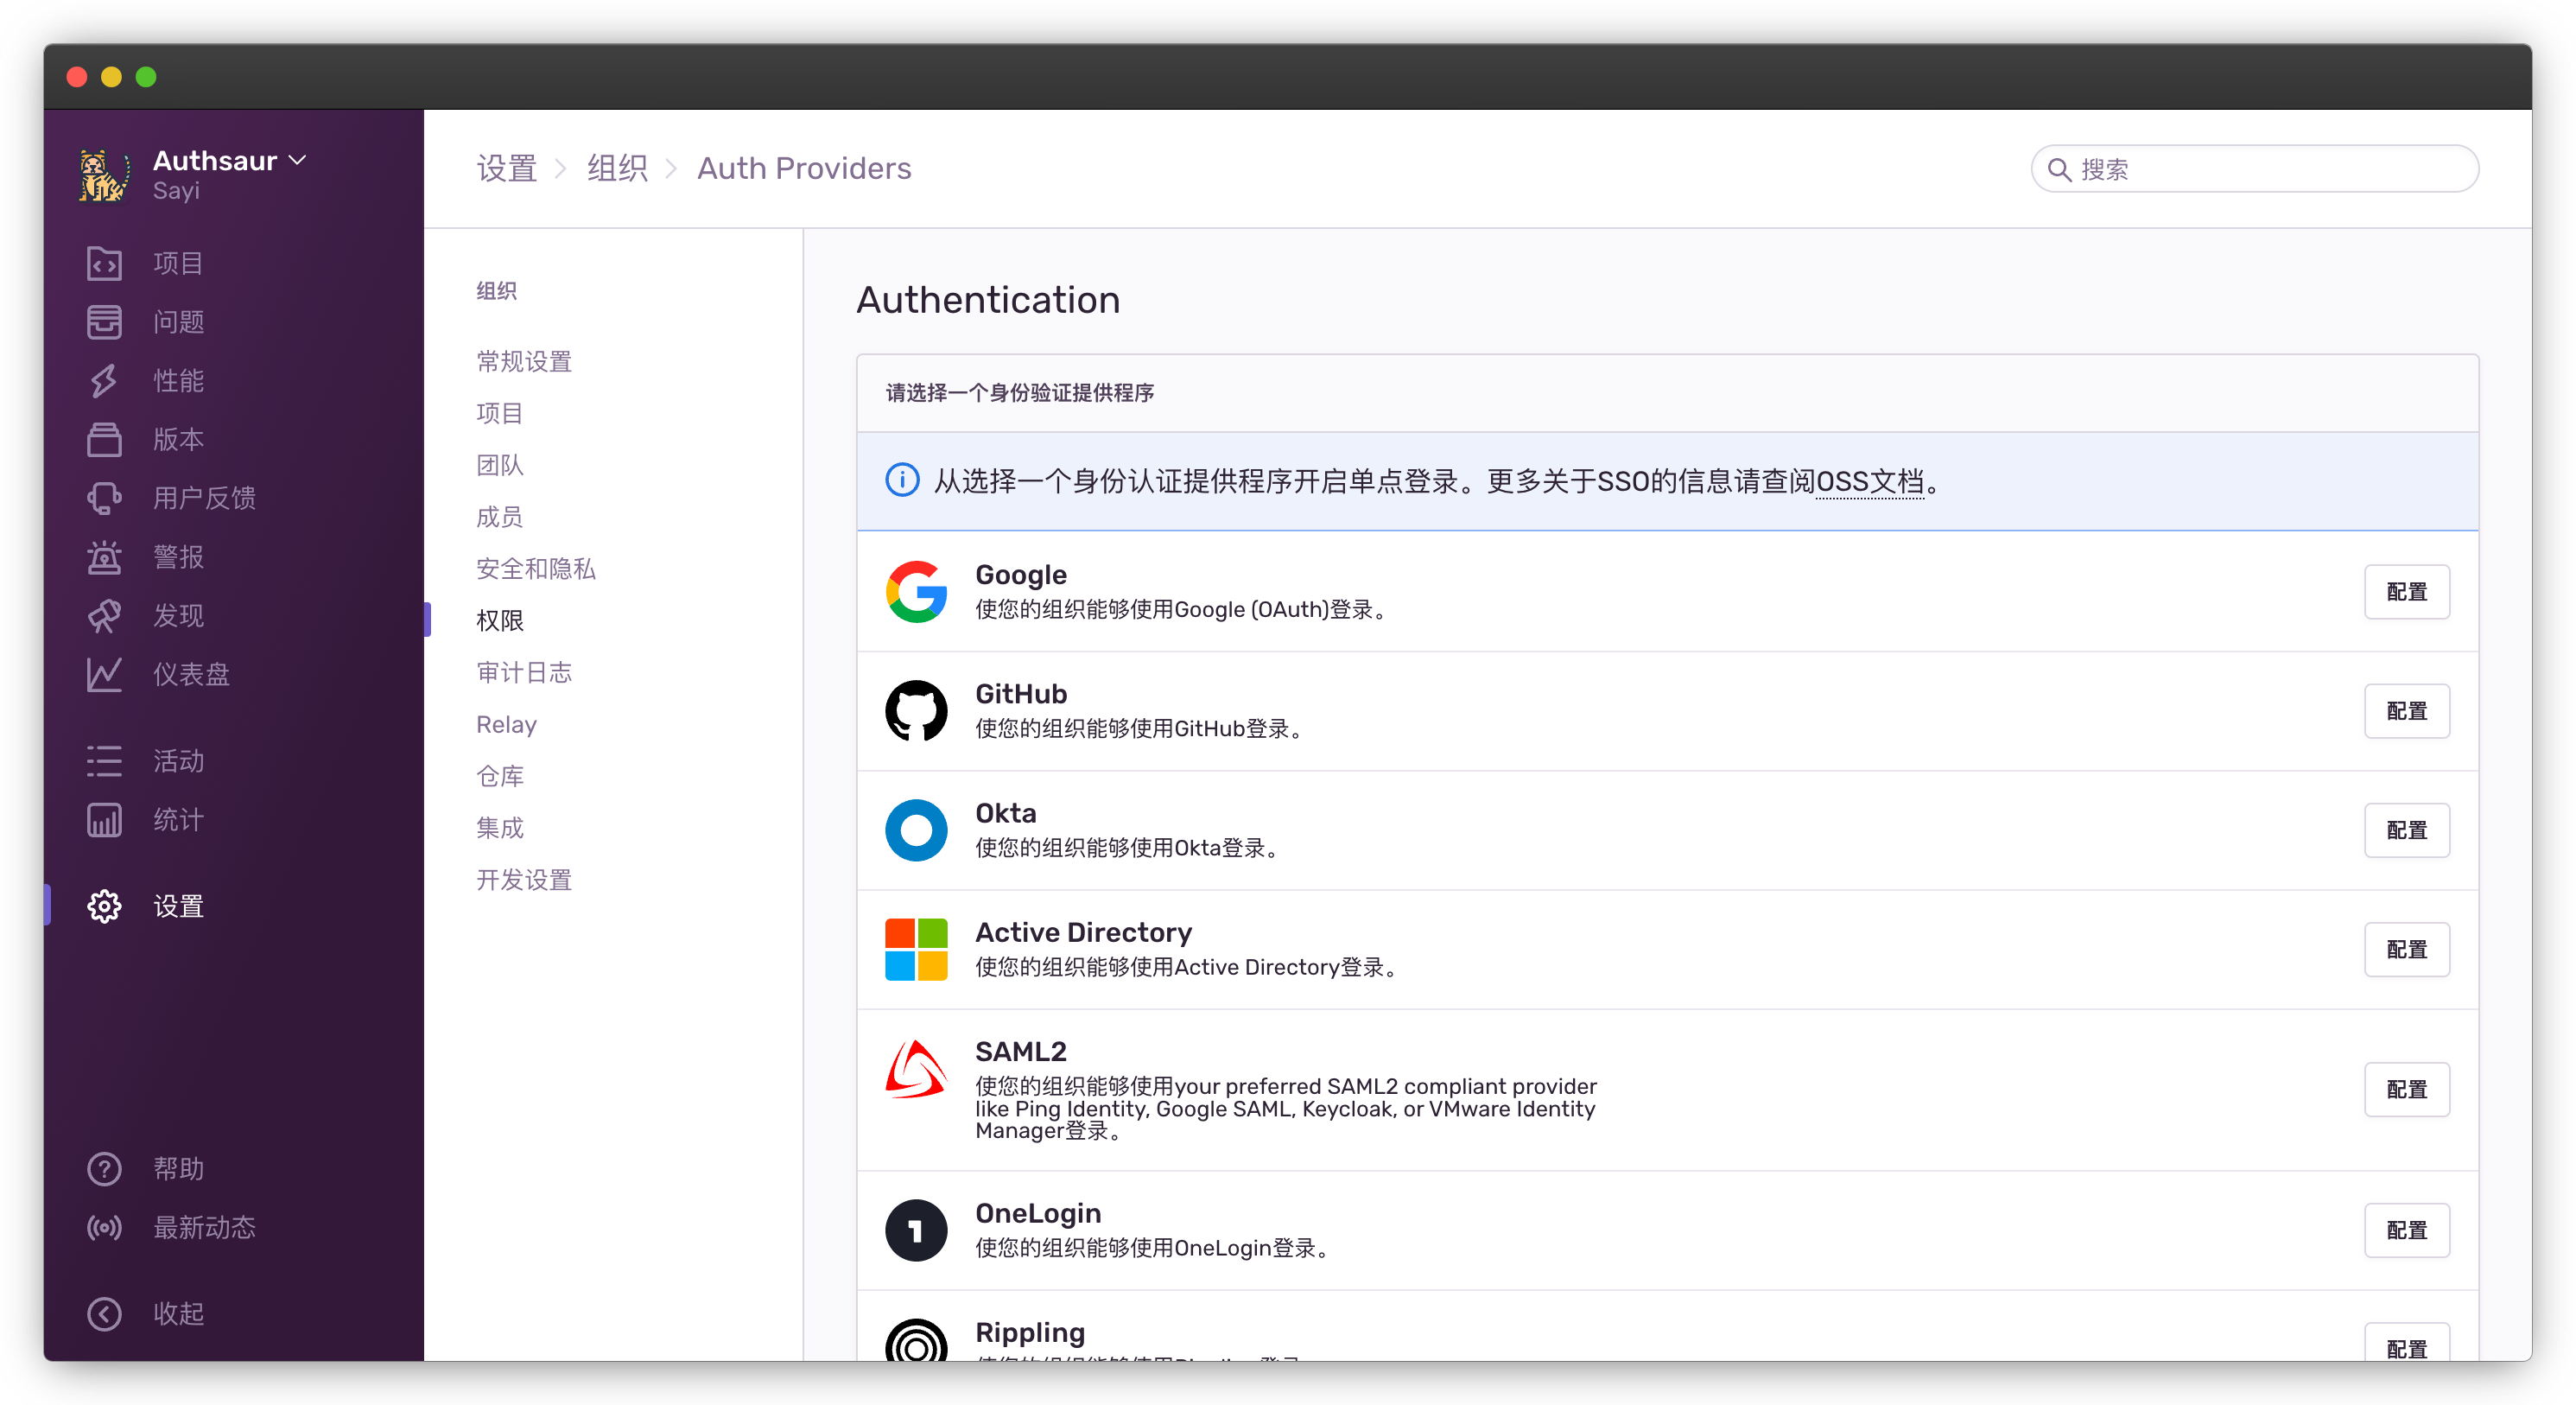 Authsaur
Sayi
项目
问题
性能
版本
用户反馈
警报
发现
仪表盘
活动
统计
设置
帮助
最新动态
收起
设置 > 组织 > Auth Providers
搜索
组织
常规设置
项目
团队
成员
安全和隐私
权限
审计日志
Relay
仓库
集成
开发设置
Authentication
请选择一个身份验证提供程序
从选择一个身份认证提供程序开启单点登录。更多关于SSO的信息请查阅OSS文档。
Google
使您的组织能够使用Google (OAuth)登录。
配置
GitHub
使您的组织能够使用GitHub登录。
配置
Okta
使您的组织能够使用Okta登录。
配置
Active Directory
使您的组织能够使用Active Directory登录。
配置
SAML2
使您的组织能够使用your preferred SAML2 compliant provider
like Ping Identity, Google SAML, Keycloak, or VMware Identity
Manager登录。
配置
OneLogin
使您的组织能够使用OneLogin登录。
配置
Rippling
配置